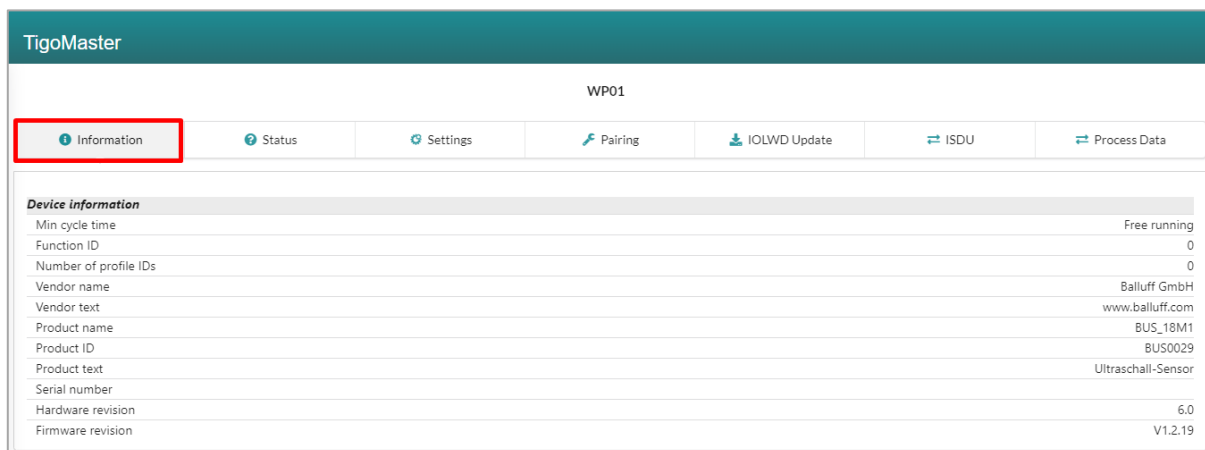 TigoMaster
WP01
Information Status Settings Pairing IOLWD Update ISDU Process Data
Device information
Min cycle time Free running
Function ID 0
Number of profile IDs 0
Vendor name Balluff GmbH
Vendor text www.balluff.com
Product name BUS_18M1
Product ID BUS0029
Product text Ultraschall-Sensor
Serial number
Hardware revision 6.0
Firmware revision V1.2.19